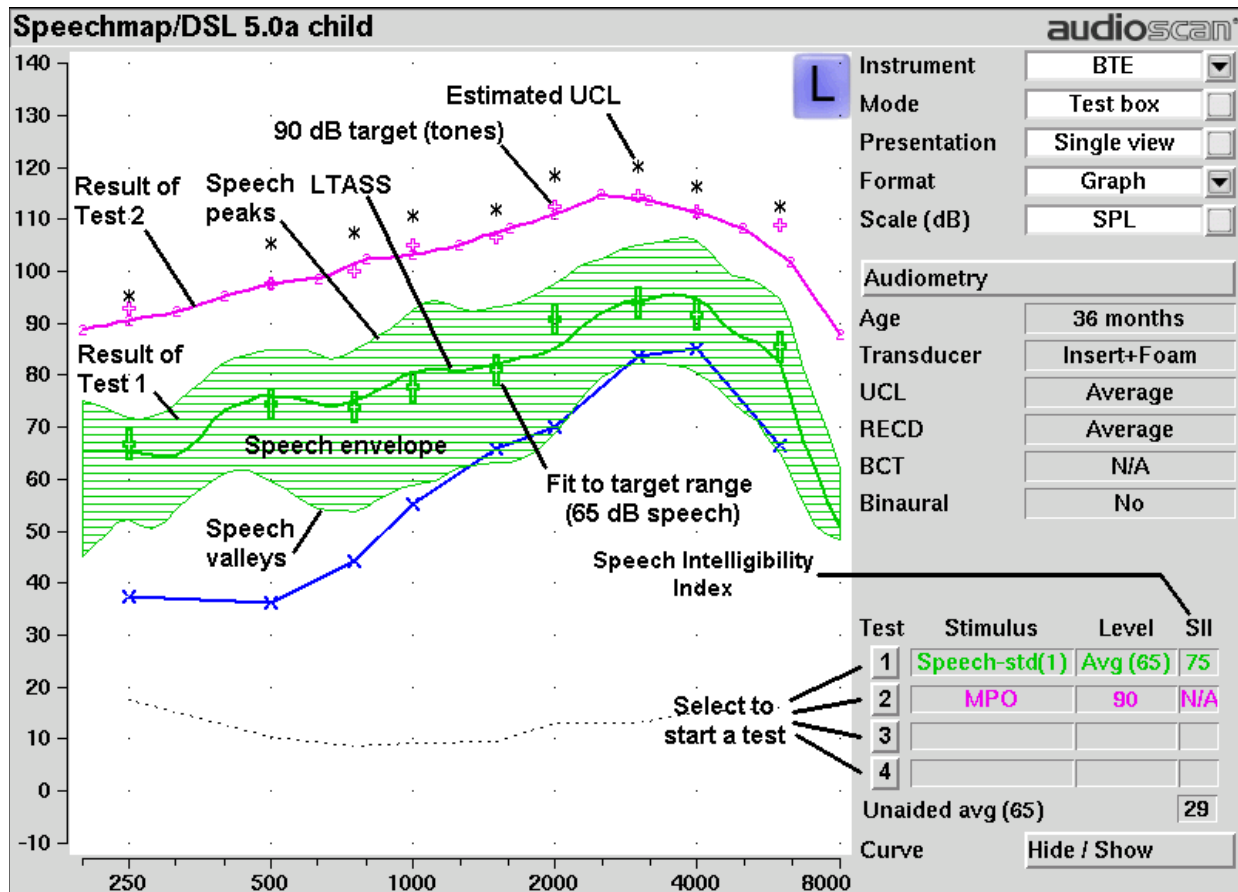 Speechmap/DSL 5.0a child
audioscan
140
130
120
110
100
90
80
70
60
50
40
30
20
10
0
-10
250
500
1000
2000
4000
8000
L
Estimated UCL
90 dB target (tones)
Result of
Test 2
Speech
peaks
LTASS
Result of
Test 1
Speech envelope
Fit to target range
(65 dB speech)
Speech
valleys
Speech Intelligibility
Index
Select to
start a test
Instrument BTE
Mode Test box
Presentation Single view
Format Graph
Scale (dB) SPL
Audiometry
Age 36 months
Transducer Insert+Foam
UCL Average
RECD Average
BCT N/A
Binaural No
Test Stimulus Level SII
1 Speech-std(1) Avg (65) 75
2 MPO 90 N/A
3
4
Unaided avg (65) 29
Curve Hide / Show